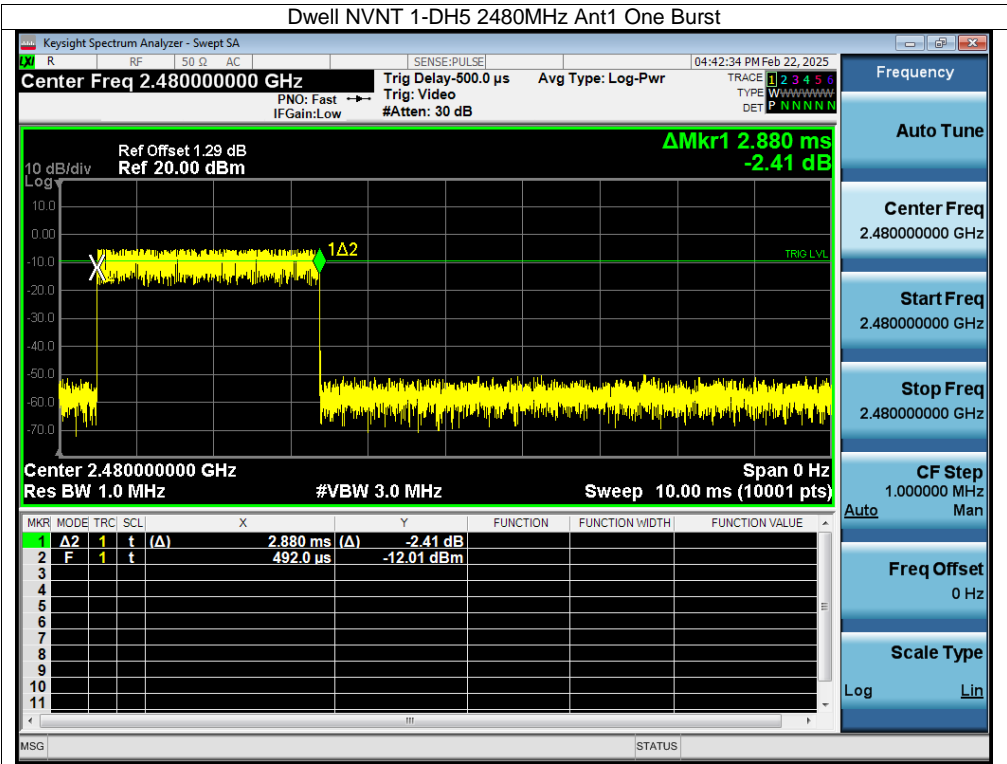 Dwell NVNT 1-DH5 2480MHz Ant1 One Burst
Keysight Spectrum Analyzer - Swept SA
LXI R RF 50 Ω AC SENSE:PULSE 04:42:34 PM Feb 22, 2025
Center Freq 2.480000000 GHz
PNO: Fast
IFGain:Low
Trig Delay-500.0 µs
Trig: Video
#Atten: 30 dB
Avg Type: Log-Pwr
TRACE 1 2 3 4 5 6
TYPE WWWWWWW
DET P N N N N N
ΔMkr1 2.880 ms
-2.41 dB
Ref Offset 1.29 dB
10 dB/div Ref 20.00 dBm
Log
10.0
0.00
-10.0
-20.0
-30.0
-40.0
-50.0
-60.0
-70.0
1Δ2
TRIG LVL
Center 2.480000000 GHz Span 0 Hz
Res BW 1.0 MHz #VBW 3.0 MHz Sweep 10.00 ms (10001 pts)
MKR MODE TRC SCL X Y FUNCTION FUNCTION WIDTH FUNCTION VALUE
1 Δ2 1 t (Δ) 2.880 ms (Δ) -2.41 dB
2 F 1 t 492.0 µs -12.01 dBm
3
4
5
6
7
8
9
10
11
MSG STATUS
Frequency
Auto Tune
Center Freq
2.480000000 GHz
Start Freq
2.480000000 GHz
Stop Freq
2.480000000 GHz
CF Step
1.000000 MHz
Auto Man
Freq Offset
0 Hz
Scale Type
Log Lin